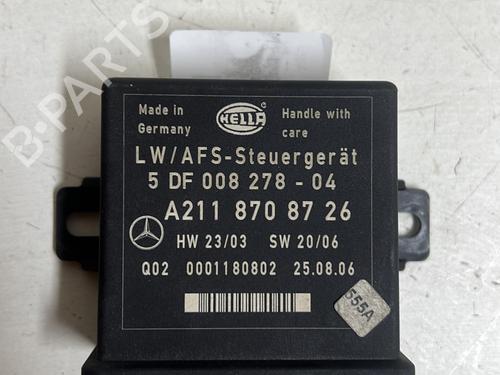 Made in
Germany
HELLA
Handle with
care
LW/AFS-Steuergerät
5 DF 008 278 - 04
A211 870 87 26
HW 23/03 SW 20/06
Q02 0001180802 25.08.06
555A
B-PARTS